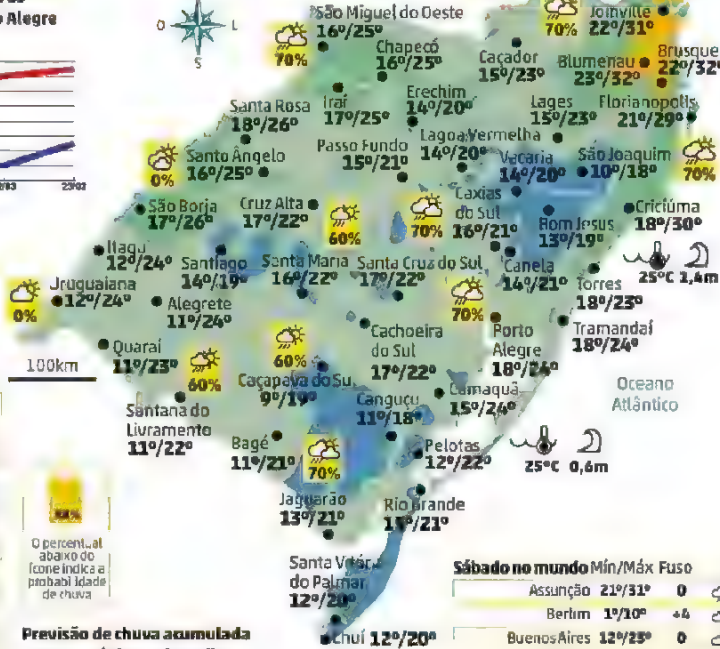 Alegre
O
L
S
São Miguel do Oeste
16º/25º
70%
Chapecó
16º/25º
Caçador
15º/23º
70%
Joinville
22º/31º
Blumenau
23º/32º
Brusque
22º/32º
Santa Rosa
18º/26º
Iraí
17º/25º
Erechim
14º/20º
Lages
15º/23º
Florianópolis
21º/29º
0%
Santo Ângelo
16º/25º
Passo Fundo
15º/21º
Lagoa Vermelha
14º/20º
Vacaria
14º/20º
São Joaquim
10º/18º
70%
São Borja
17º/26º
Cruz Alta
17º/22º
60%
70%
Caxias
do Sul
16º/21º
Bom Jesus
13º/19º
Criciúma
18º/30º
Itaqui
12º/24º
Santiago
14º/19º
Santa Maria
16º/22º
Santa Cruz do Sul
17º/22º
Canela
14º/21º
25ºC 1,4m
Torres
18º/23º
0%
Uruguaiana
12º/24º
Alegrete
11º/24º
70%
Porto
Alegre
18º/24º
Tramandaí
18º/24º
Quaraí
11º/23º
60%
60%
Cachoeira
do Sul
17º/22º
100km
Caçapava do Sul
9º/19º
Camaquã
15º/24º
Oceano
Atlântico
Santana do
Livramento
11º/22º
Canguçu
11º/18º
Bagé
11º/21º
70%
Pelotas
12º/22º
25ºC 0,6m
Jaguarão
13º/21º
Rio Grande
O percentual
abaixo do
ícone indica a
probabilidade
de chuva
Santa Vitória
do Palmar
12º/20º
Chuí 12º/20º
Sábado no mundo Mín/Máx Fuso
Assunção 21º/31º 0
Berlim 1º/10º +4
Buenos Aires 12º/23º 0
Previsão de chuva acumulada